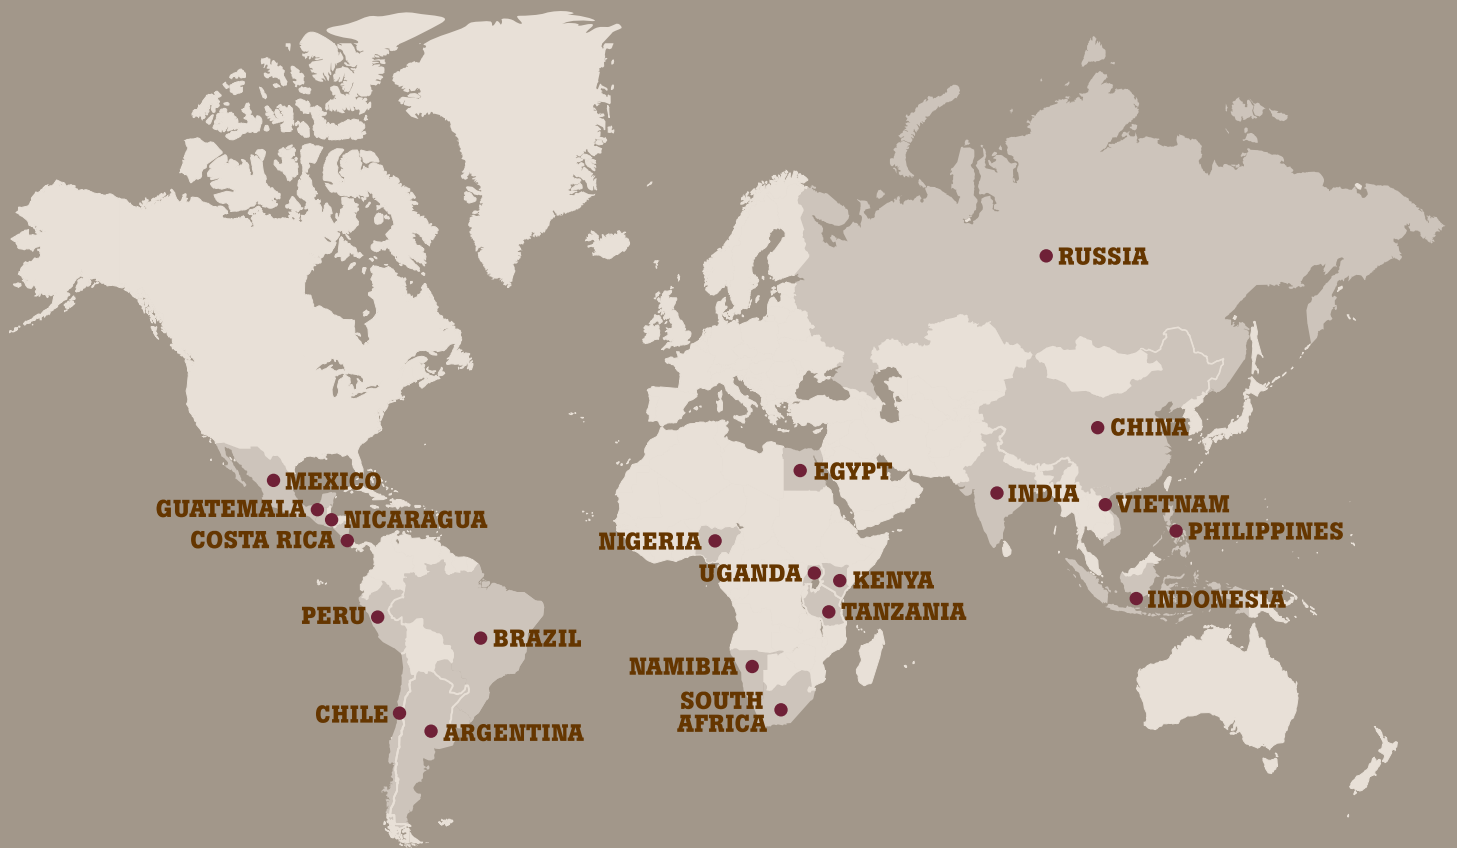 RUSSIA
CHINA
EGYPT
MEXICO
INDIA
VIETNAM
GUATEMALA
NICARAGUA
PHILIPPINES
COSTA RICA
NIGERIA
UGANDA
KENYA
INDONESIA
TANZANIA
PERU
BRAZIL
NAMIBIA
SOUTH
AFRICA
CHILE
ARGENTINA